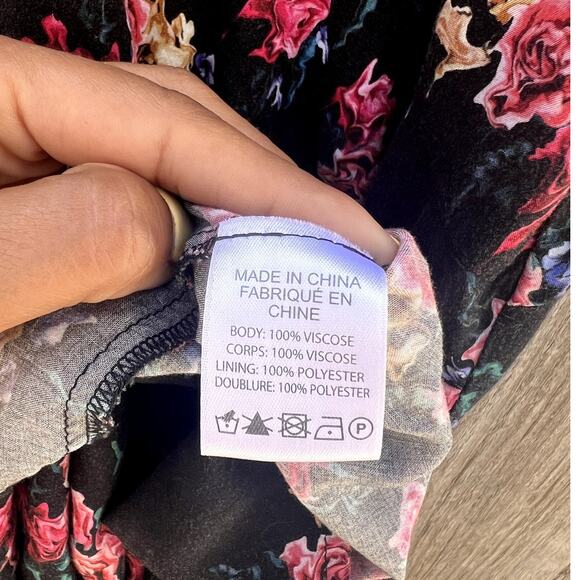 MADE IN CHINA
FABRIQUÉ EN
CHINE
BODY: 100% VISCOSE
CORPS: 100% VISCOSE
LINING: 100% POLYESTER
DOUBLURE: 100% POLYESTER
P